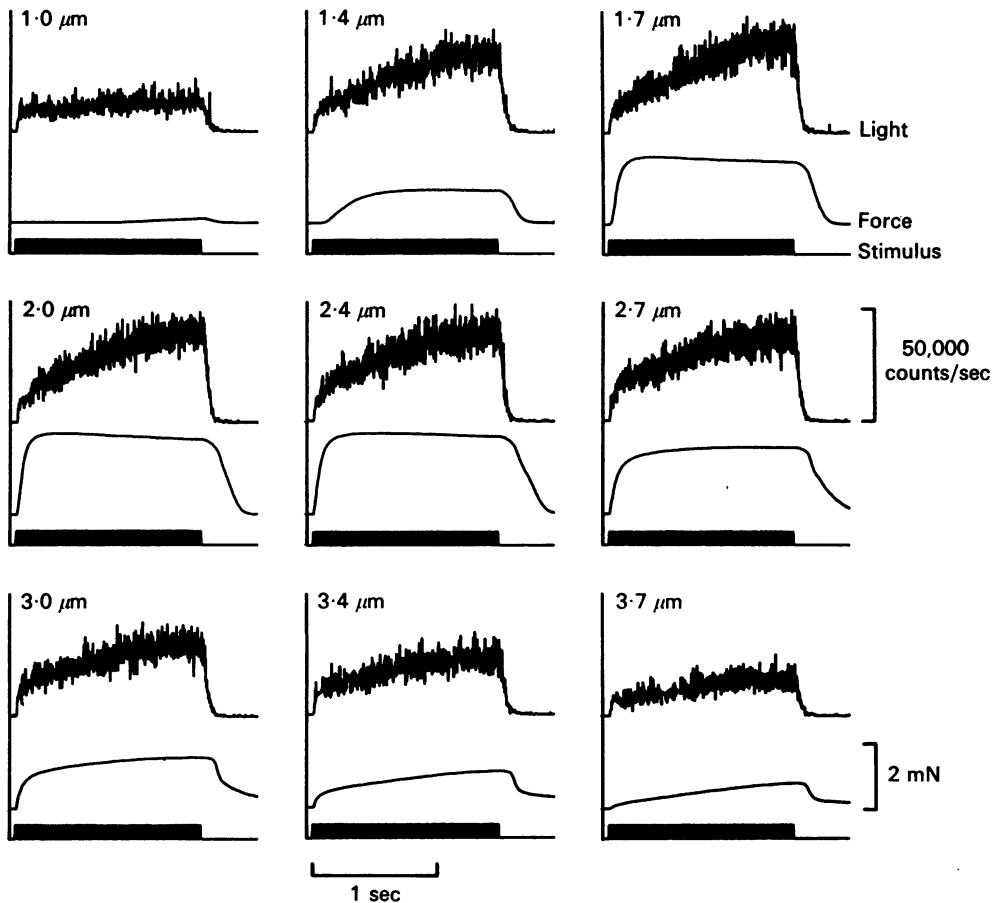 1·0 μm
1·4 μm
1·7 μm
Light
Force
Stimulus
2·0 μm
2·4 μm
2·7 μm
50,000
counts/sec
3·0 μm
3·4 μm
3·7 μm
2 mN
1 sec